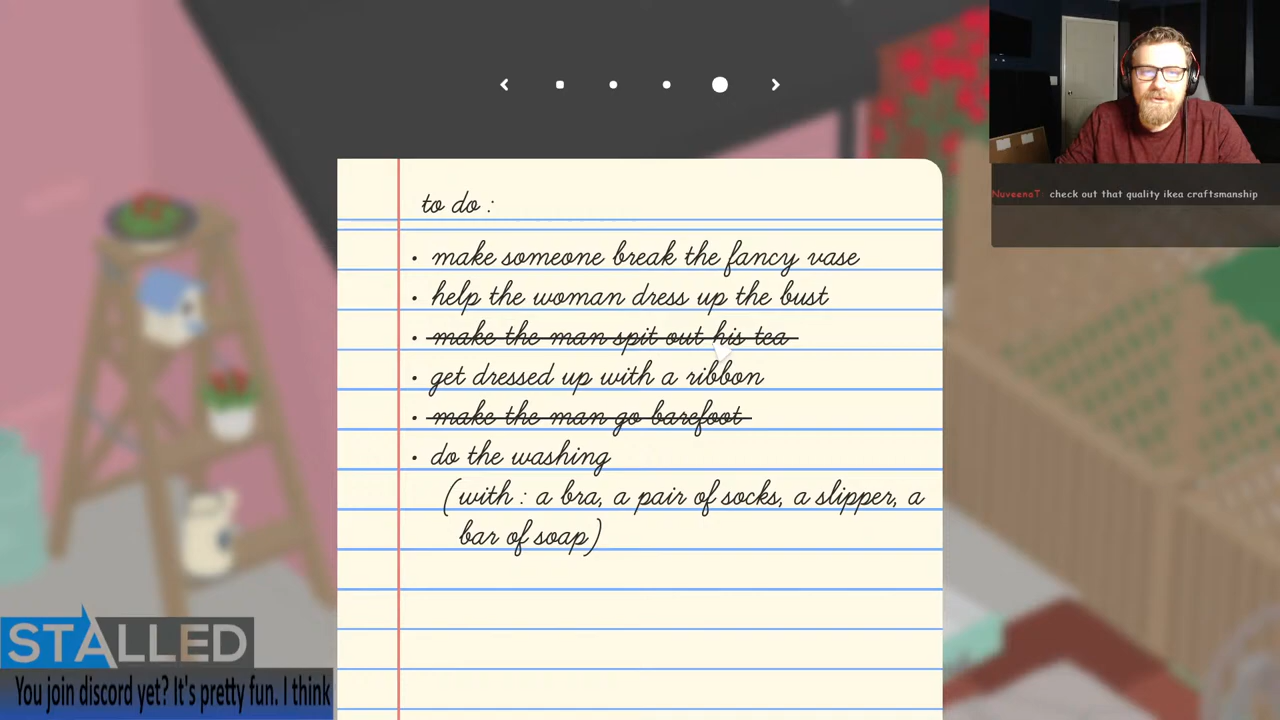 to do :
• make someone break the fancy vase
• help the woman dress up the bust
• make the man spit out his tea
• get dressed up with a ribbon
• make the man go barefoot
• do the washing
(with : a bra, a pair of socks, a slipper, a
bar of soap)
NuveenaT: check out that quality ikea craftsmanship
STALLED
You join discord yet? It's pretty fun. I think